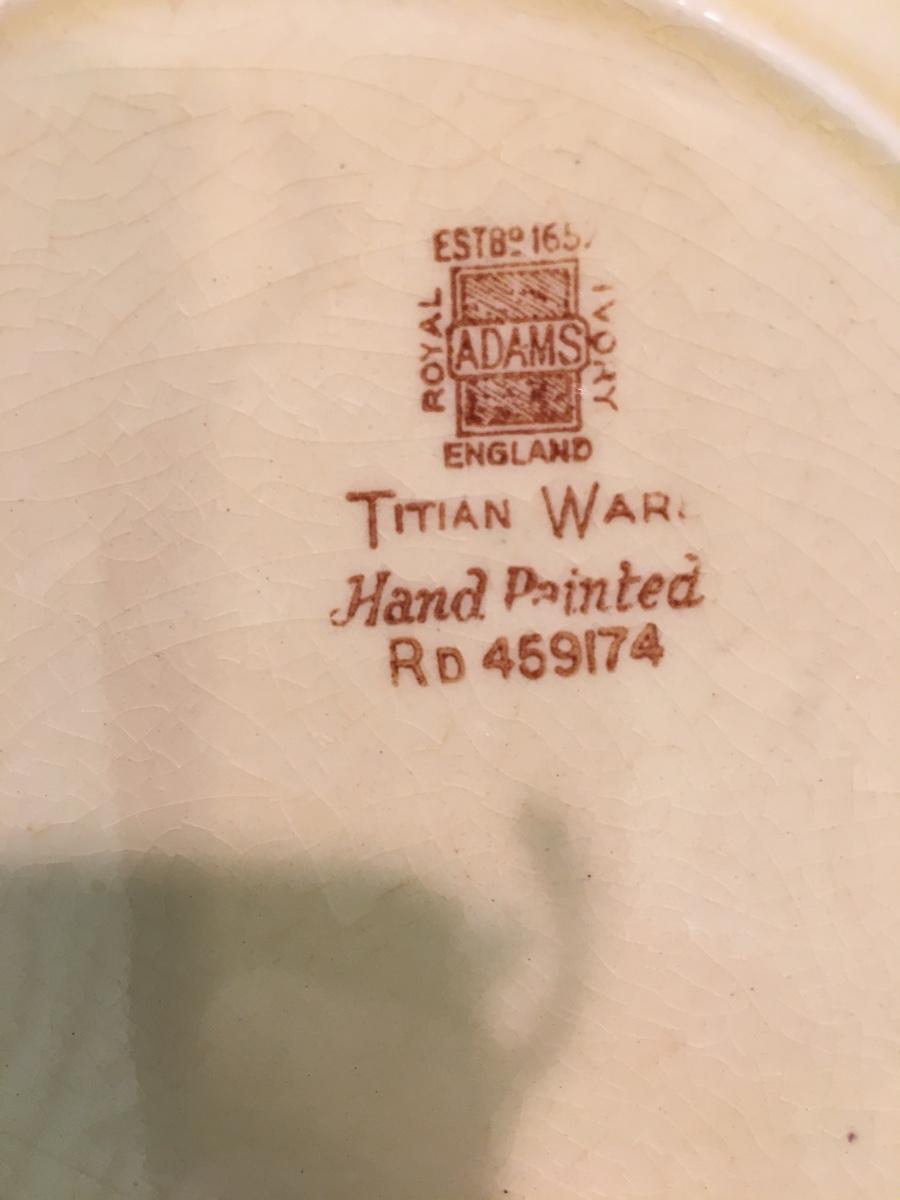 ESTBD 165
ROYAL
ADAMS
IVORY
ENGLAND
TITIAN WAR
Hand Painted
RD 459174